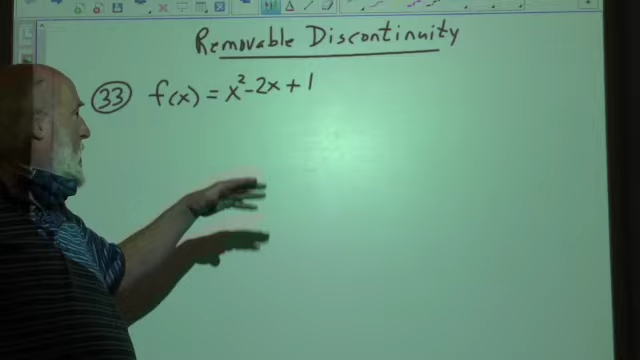 Removable Discontinuity
33 f(x) = x²-2x+1